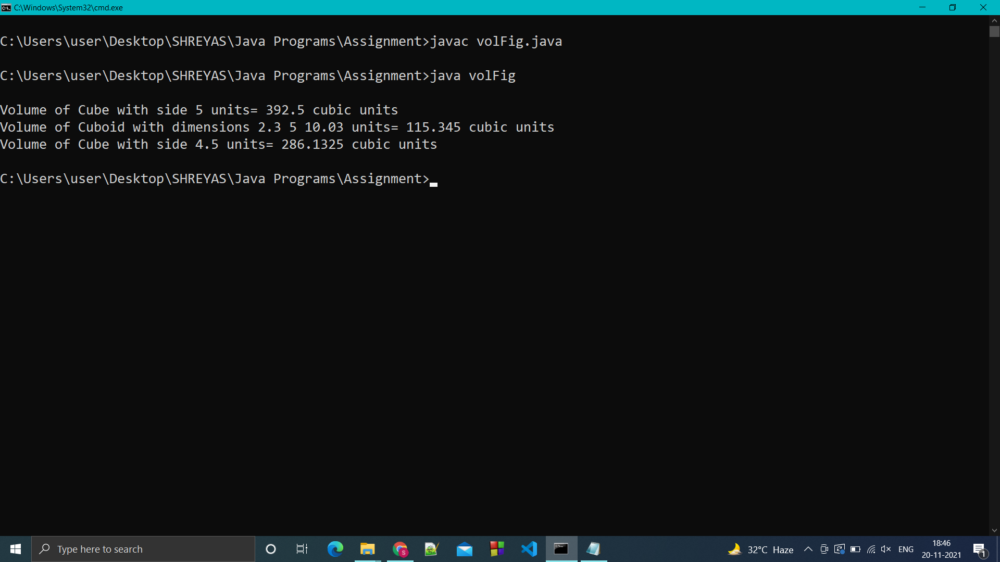 C:\Windows\System32\cmd.exe
C:\Users\user\Desktop\SHREYAS\Java Programs\Assignment>javac volFig.java
C:\Users\user\Desktop\SHREYAS\Java Programs\Assignment>java volFig
Volume of Cube with side 5 units= 392.5 cubic units
Volume of Cuboid with dimensions 2.3 5 10.03 units= 115.345 cubic units
Volume of Cube with side 4.5 units= 286.1325 cubic units
C:\Users\user\Desktop\SHREYAS\Java Programs\Assignment>
Type here to search
S
32°C Haze
ENG
18:46
20-11-2021
1